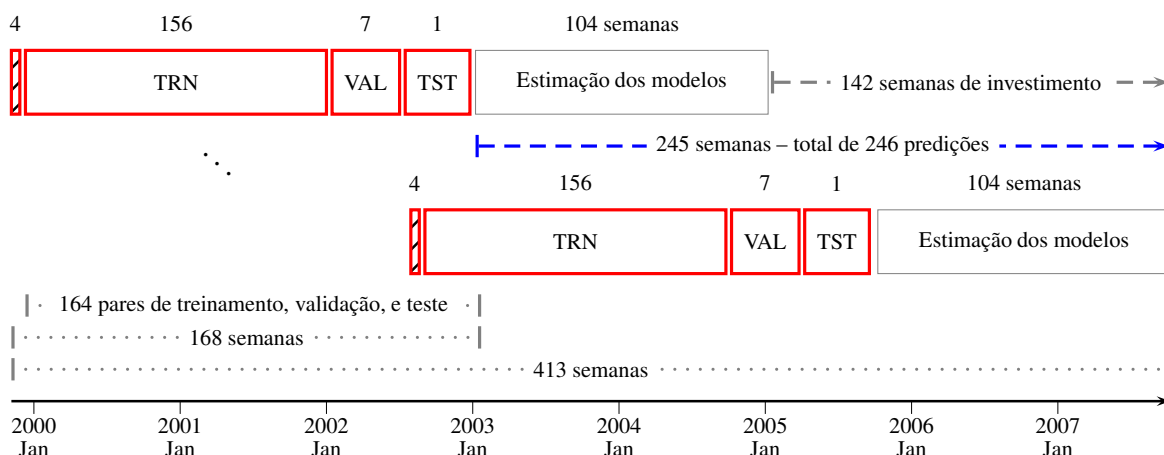 4 156 7 1 104 semanas
TRN VAL TST Estimação dos modelos
142 semanas de investimento
245 semanas – total de 246 predições
4 156 7 1 104 semanas
TRN VAL TST Estimação dos modelos
164 pares de treinamento, validação, e teste
168 semanas
413 semanas
2000 2001 2002 2003 2004 2005 2006 2007
Jan Jan Jan Jan Jan Jan Jan Jan